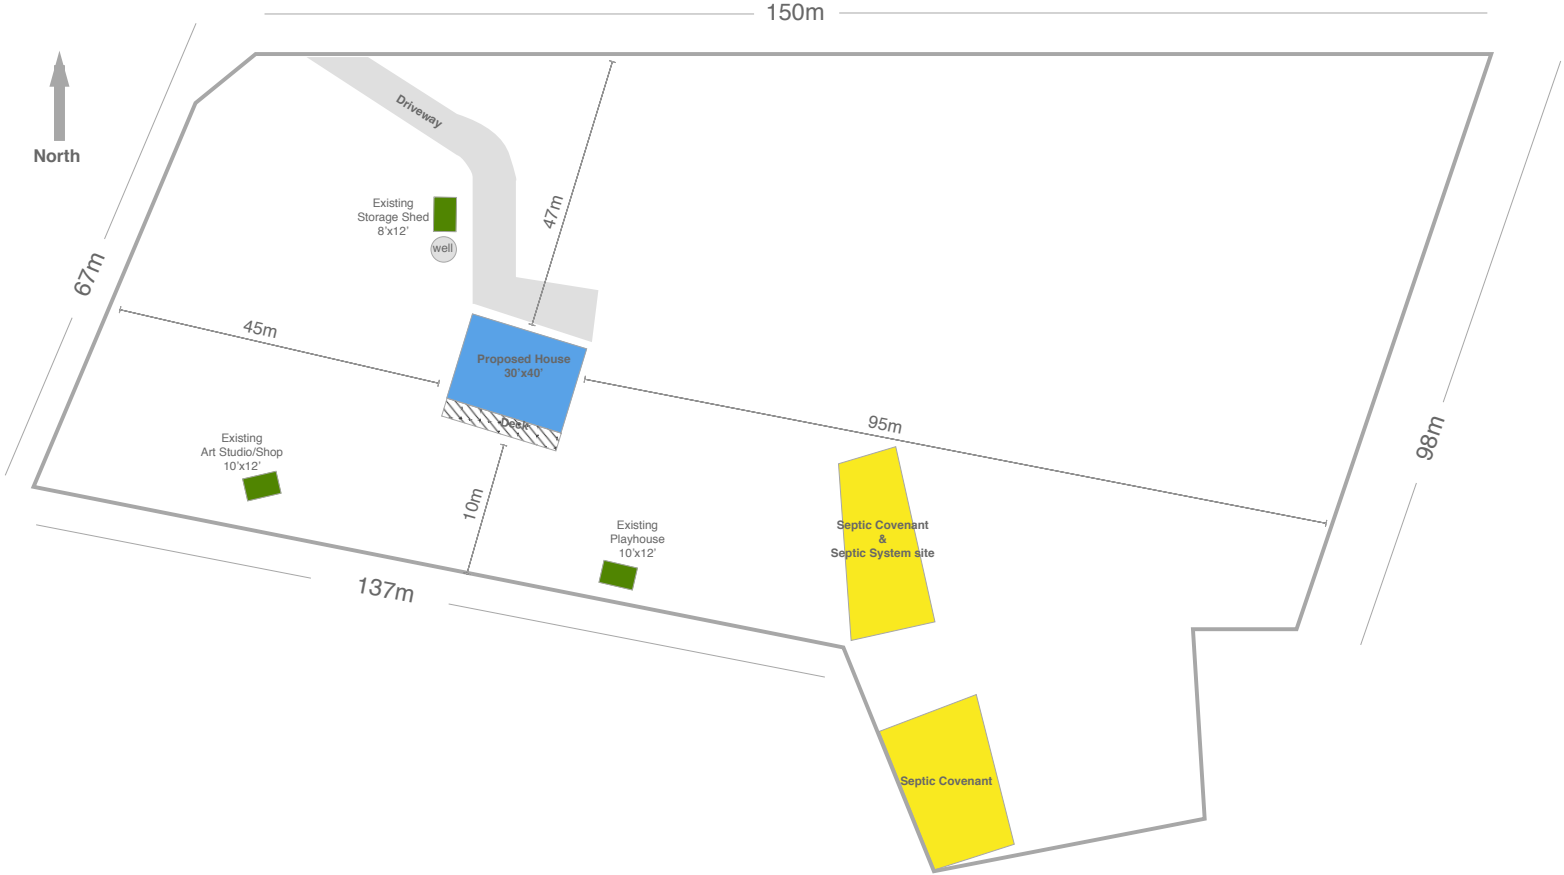 150m
North
Driveway
Existing
Storage Shed
8'x12'
well
47m
67m
45m
Proposed House
30'x40'
Deck
95m
98m
Existing
Art Studio/Shop
10'x12'
10m
Existing
Playhouse
10'x12'
Septic Covenant
&
Septic System site
137m
Septic Covenant